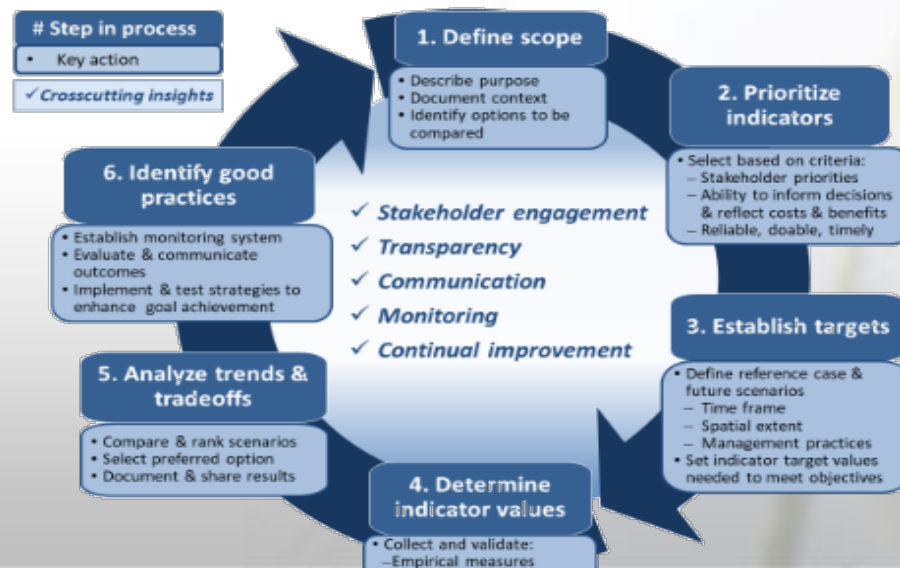 # Step in process
• Key action
✓Crosscutting insights
1. Define scope
• Describe purpose
• Document context
• Identify options to be
compared
2. Prioritize
indicators
• Select based on criteria:
– Stakeholder priorities
– Ability to inform decisions
& reflect costs & benefits
– Reliable, doable, timely
3. Establish targets
• Define reference case &
future scenarios
– Time frame
– Spatial extent
– Management practices
• Set indicator target values
needed to meet objectives
4. Determine
indicator values
• Collect and validate:
–Empirical measures
5. Analyze trends &
tradeoffs
• Compare & rank scenarios
• Select preferred option
• Document & share results
6. Identify good
practices
• Establish monitoring system
• Evaluate & communicate
outcomes
• Implement & test strategies to
enhance goal achievement
✓ Stakeholder engagement
✓ Transparency
✓ Communication
✓ Monitoring
✓ Continual improvement